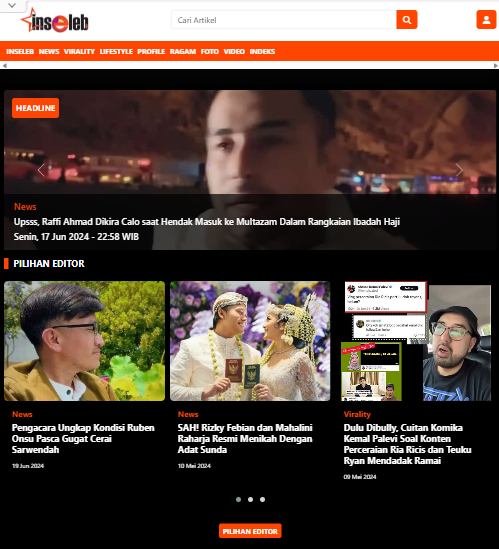 inseleb
Cari Artikel
INSELEB NEWS VIRALITY LIFESTYLE PROFILE RAGAM FOTO VIDEO INDEKS
HEADLINE
News
Upsss, Raffi Ahmad Dikira Calo saat Hendak Masuk ke Multazam Dalam Rangkaian Ibadah Haji
Senin, 17 Jun 2024 - 22:58 WIB
PILIHAN EDITOR
News
Pengacara Ungkap Kondisi Ruben
Onsu Pasca Gugat Cerai
Sarwendah
19 Jun 2024
News
SAH! Rizky Febian dan Mahalini
Raharja Resmi Menikah Dengan
Adat Sunda
10 Mei 2024
Virality
Dulu Dibully, Cuitan Komika
Kemal Palevi Soal Konten
Perceraian Ria Ricis dan Teuku
Ryan Mendadak Ramai
09 Mei 2024
PILIHAN EDITOR